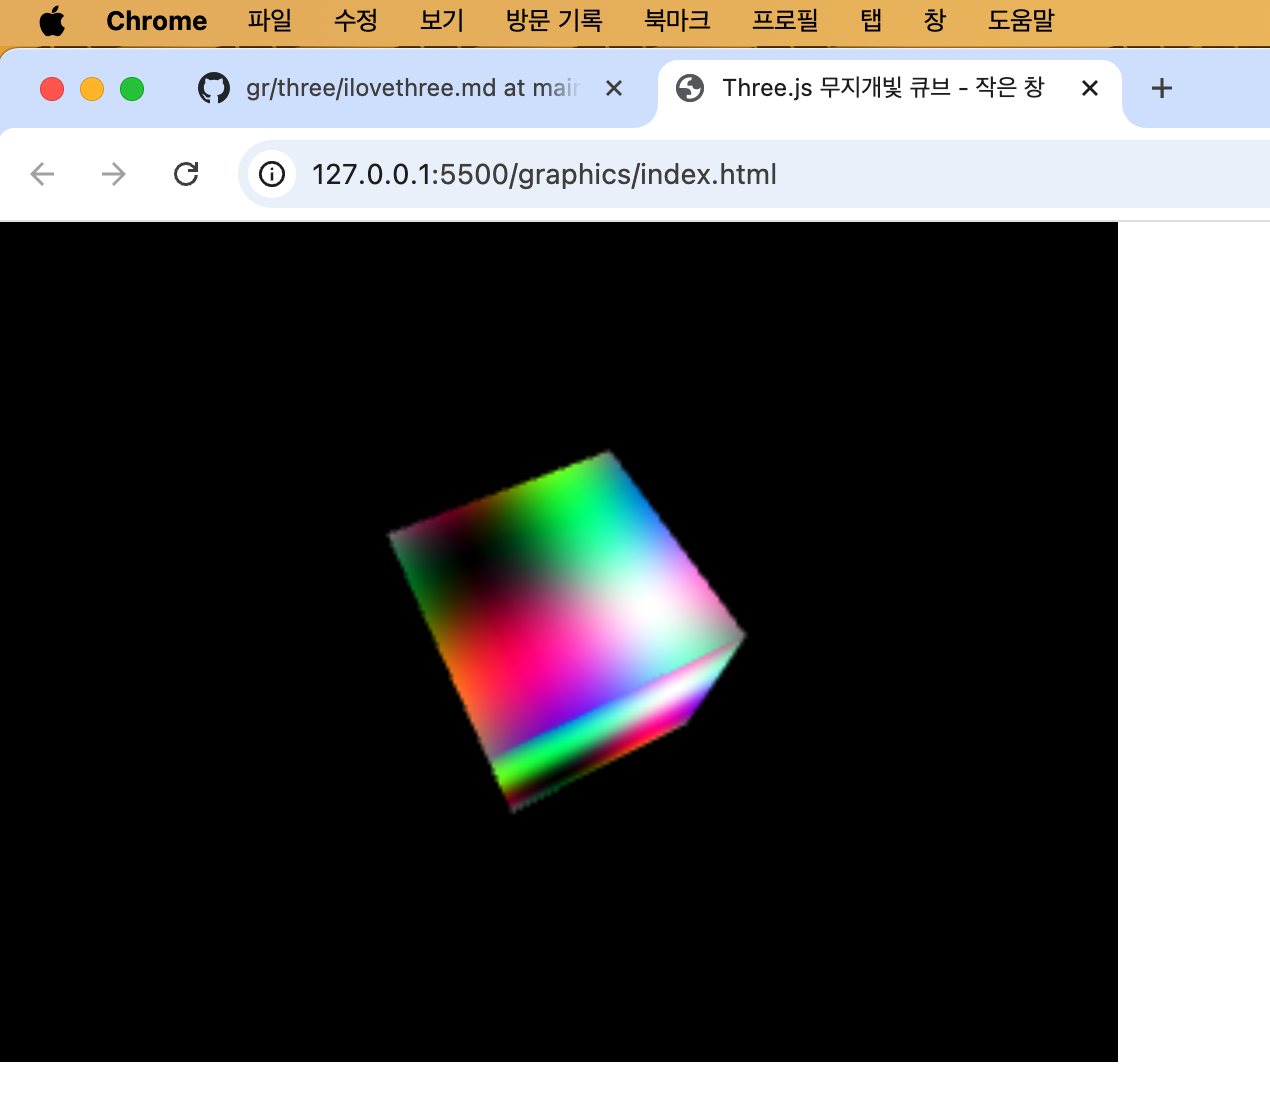 Chrome 파일 수정 보기 방문 기록 북마크 프로필 탭 창 도움말
gr/three/ilovethree.md at main Three.js 무지개빛 큐브 - 작은 창
127.0.0.1:5500/graphics/index.html